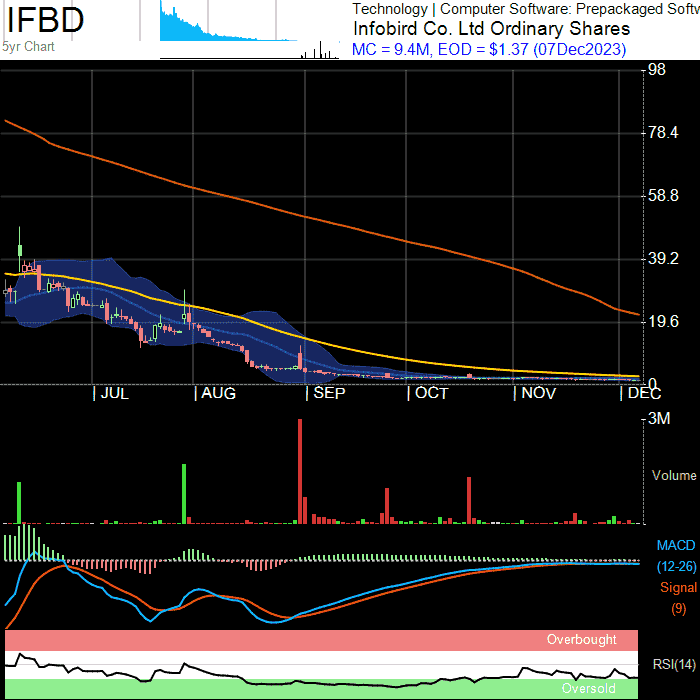 IFBD
5yr Chart
Technology | Computer Software: Prepackaged Softw
Infobird Co. Ltd Ordinary Shares
MC = 9.4M, EOD = $1.37 (07Dec2023)
98
78.4
58.8
39.2
19.6
0
JUL
AUG
SEP
OCT
NOV
DEC
3M
Volume
MACD
(12-26)
Signal
(9)
Overbought
RSI(14)
Oversold